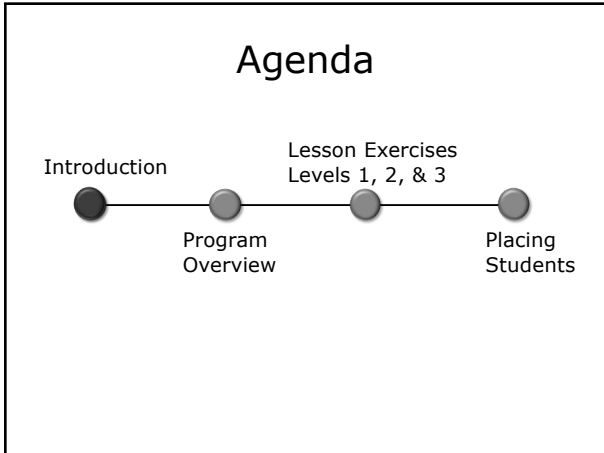 Agenda
Introduction
Program
Overview
Lesson Exercises
Levels 1, 2, & 3
Placing
Students